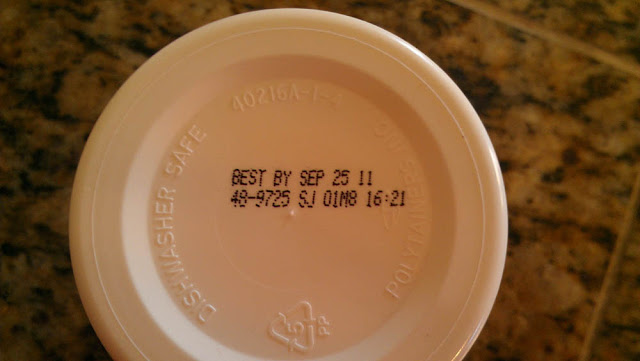 BEST BY SEP 25 11
48-9725 SJ 01M8 16:21
40216A-1-4
DISHWASHER SAFE
POLYTAINERS INC
5
PP